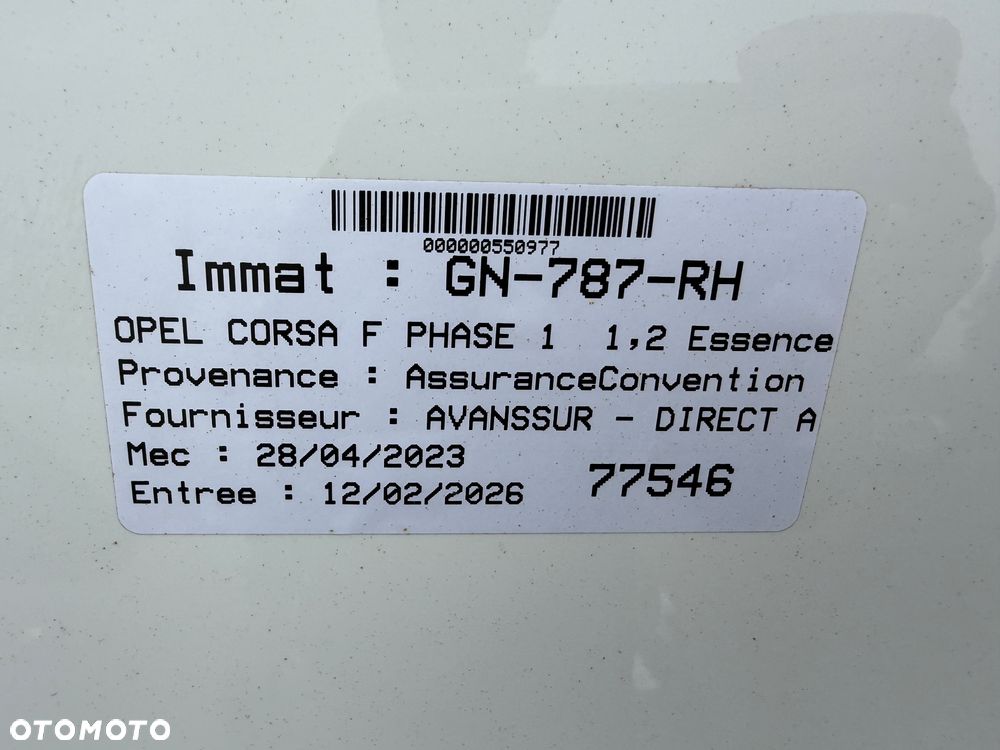 000000550977
Immat : GN-787-RH
OPEL CORSA F PHASE 1 1,2 Essence
Provenance : AssuranceConvention
Fournisseur : AVANSSUR - DIRECT A
Mec : 28/04/2023
Entree : 12/02/2026 77546
OTOMOTO